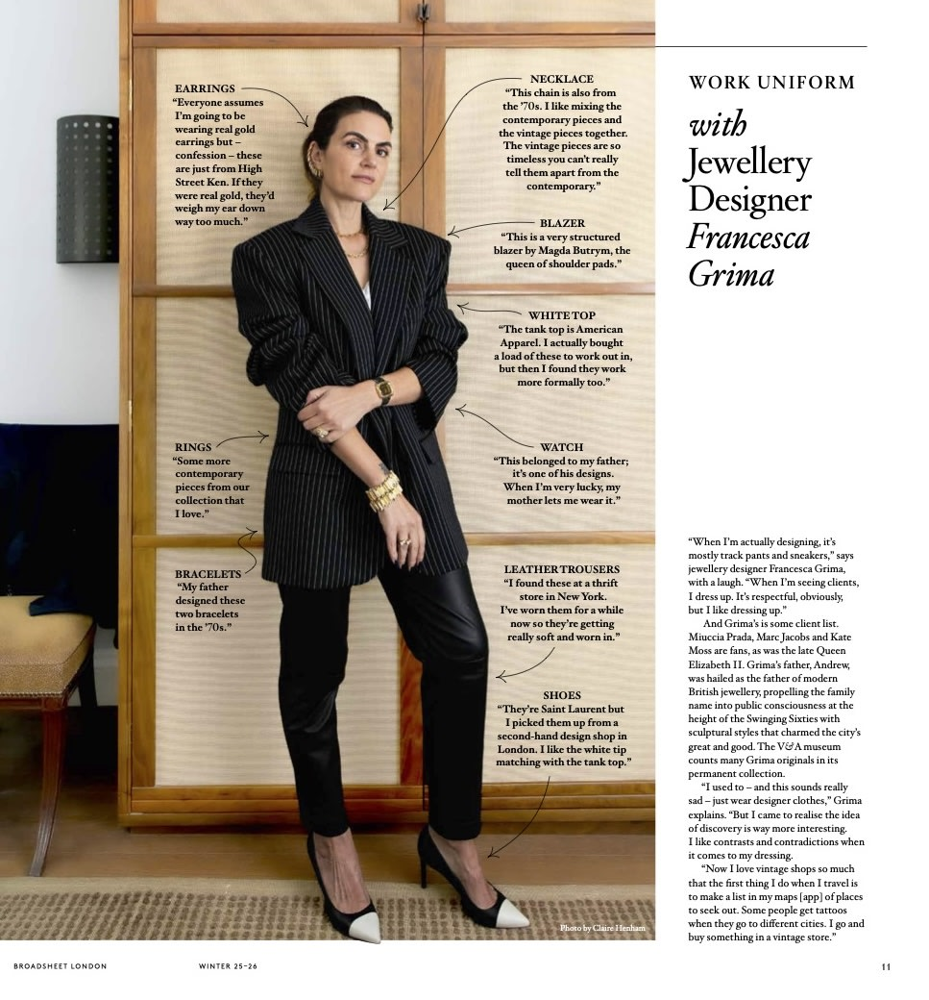 EARRINGS
“Everyone assumes
I’m going to be
wearing real gold
earrings but –
confession – these
are just from High
Street Ken. If they
were real gold, they’d
weigh my ear down
way too much.”
NECKLACE
“This chain is also from
the ’70s. I like mixing the
contemporary pieces and
the vintage pieces together.
The vintage pieces are so
timeless you can’t really
tell them apart from the
contemporary.”
BLAZER
“This is a very structured
blazer by Magda Butrym, the
queen of shoulder pads.”
WHITE TOP
“The tank top is American
Apparel. I actually bought
a load of these to work out in,
but then I found they work
more formally too.”
RINGS
“Some more
contemporary
pieces from our
collection that
I love.”
WATCH
“This belonged to my father;
it’s one of his designs.
When I’m very lucky, my
mother lets me wear it.”
BRACELETS
“My father
designed these
two bracelets
in the ’70s.”
LEATHER TROUSERS
“I found these at a thrift
store in New York.
I’ve worn them for a while
now so they’re getting
really soft and worn in.”
SHOES
“They’re Saint Laurent but
I picked them up from a
second-hand design shop in
London. I like the white tip
matching with the tank top.”
Photo by Claire Henham
WORK UNIFORM
with
Jewellery
Designer
Francesca
Grima
“When I’m actually designing, it’s
mostly track pants and sneakers,” says
jewellery designer Francesca Grima,
with a laugh. “When I’m seeing clients,
I dress up. It’s respectful, obviously,
but I like dressing up.”
And Grima’s is some client list.
Miuccia Prada, Marc Jacobs and Kate
Moss are fans, as was the late Queen
Elizabeth II. Grima’s father, Andrew,
was hailed as the father of modern
British jewellery, propelling the family
name into public consciousness at the
height of the Swinging Sixties with
sculptural styles that charmed the city’s
great and good. The V&A museum
counts many Grima originals in its
permanent collection.
“I used to – and this sounds really
sad – just wear designer clothes,” Grima
explains. “But I came to realise the idea
of discovery is way more interesting.
I like contrasts and contradictions when
it comes to my dressing.
“Now I love vintage shops so much
that the first thing I do when I travel is
to make a list in my maps [app] of places
to seek out. Some people get tattoos
when they go to different cities. I go and
buy something in a vintage store.”
BROADSHEET LONDON
WINTER 25–26
11